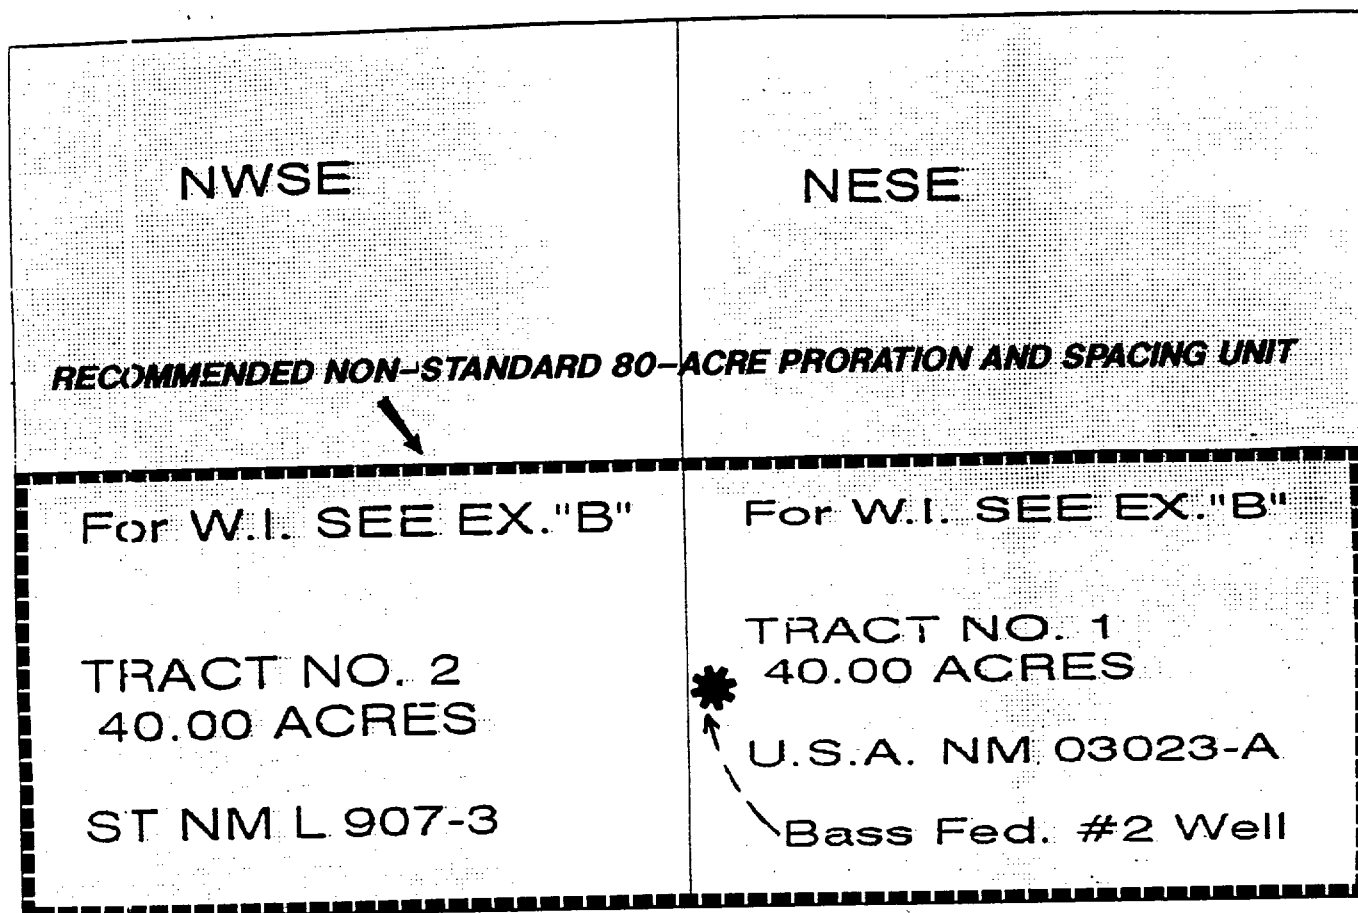 NWSE
NESE
RECOMMENDED NON-STANDARD 80-ACRE PRORATION AND SPACING UNIT
For W.I. SEE EX."B"
TRACT NO. 2
40.00 ACRES
ST NM L 907-3
For W.I. SEE EX."B"
TRACT NO. 1
40.00 ACRES
U.S.A. NM 03023-A
Bass Fed. #2 Well